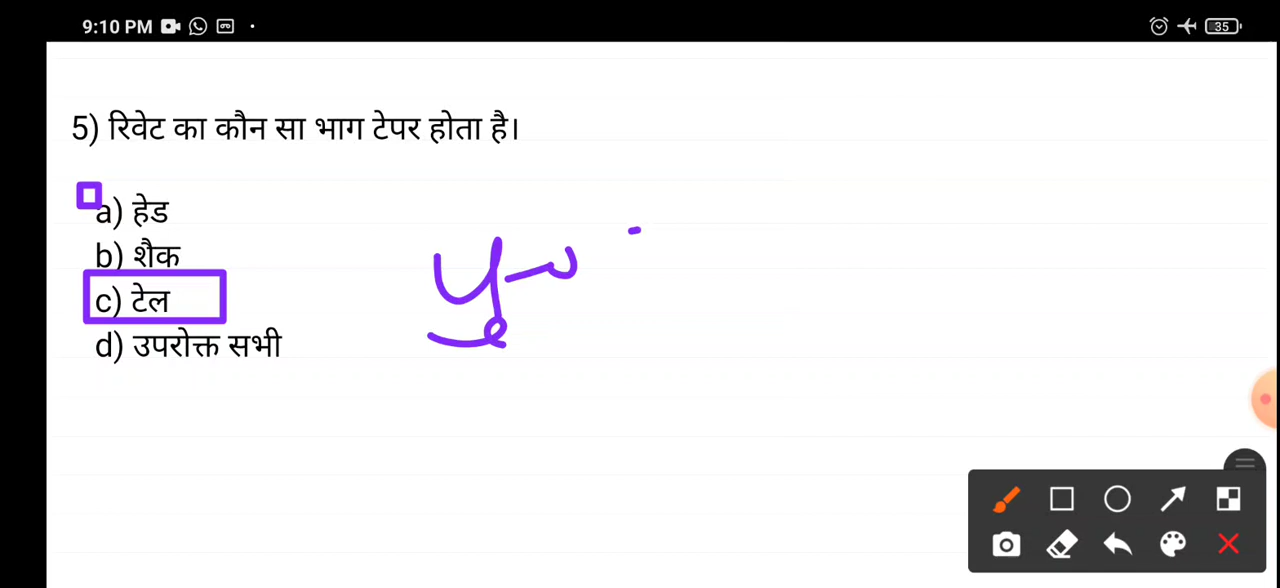 9:10 PM
35
5) रिवेट का कौन सा भाग टेपर होता है।
a) हेड
b) शैक
c) टेल
d) उपरोक्त सभी